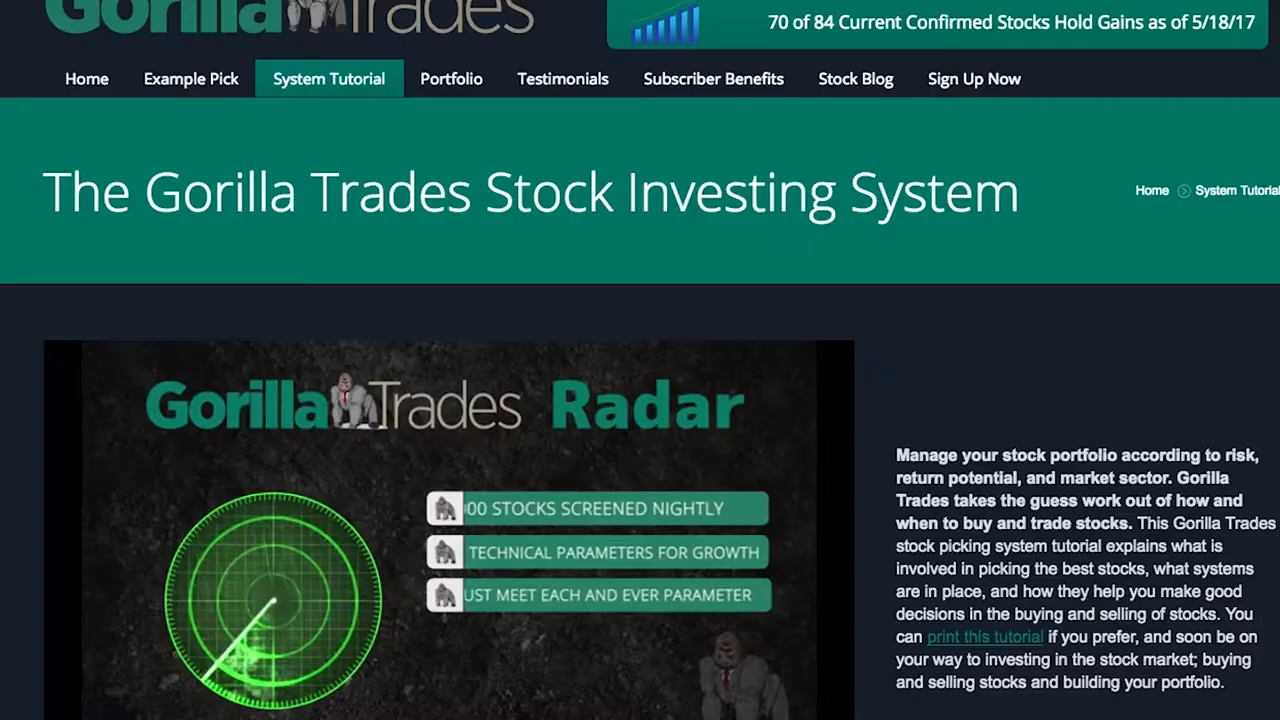 Gorilla Trades
70 of 84 Current Confirmed Stocks Hold Gains as of 5/18/17
Home Example Pick System Tutorial Portfolio Testimonials Subscriber Benefits Stock Blog Sign Up Now
The Gorilla Trades Stock Investing System
Home System Tutorial
Gorilla Trades Radar
00 STOCKS SCREENED NIGHTLY
TECHNICAL PARAMETERS FOR GROWTH
UST MEET EACH AND EVER PARAMETER
Manage your stock portfolio according to risk,
return potential, and market sector. Gorilla
Trades takes the guess work out of how and
when to buy and trade stocks. This Gorilla Trades
stock picking system tutorial explains what is
involved in picking the best stocks, what systems
are in place, and how they help you make good
decisions in the buying and selling of stocks. You
can print this tutorial if you prefer, and soon be on
your way to investing in the stock market; buying
and selling stocks and building your portfolio.